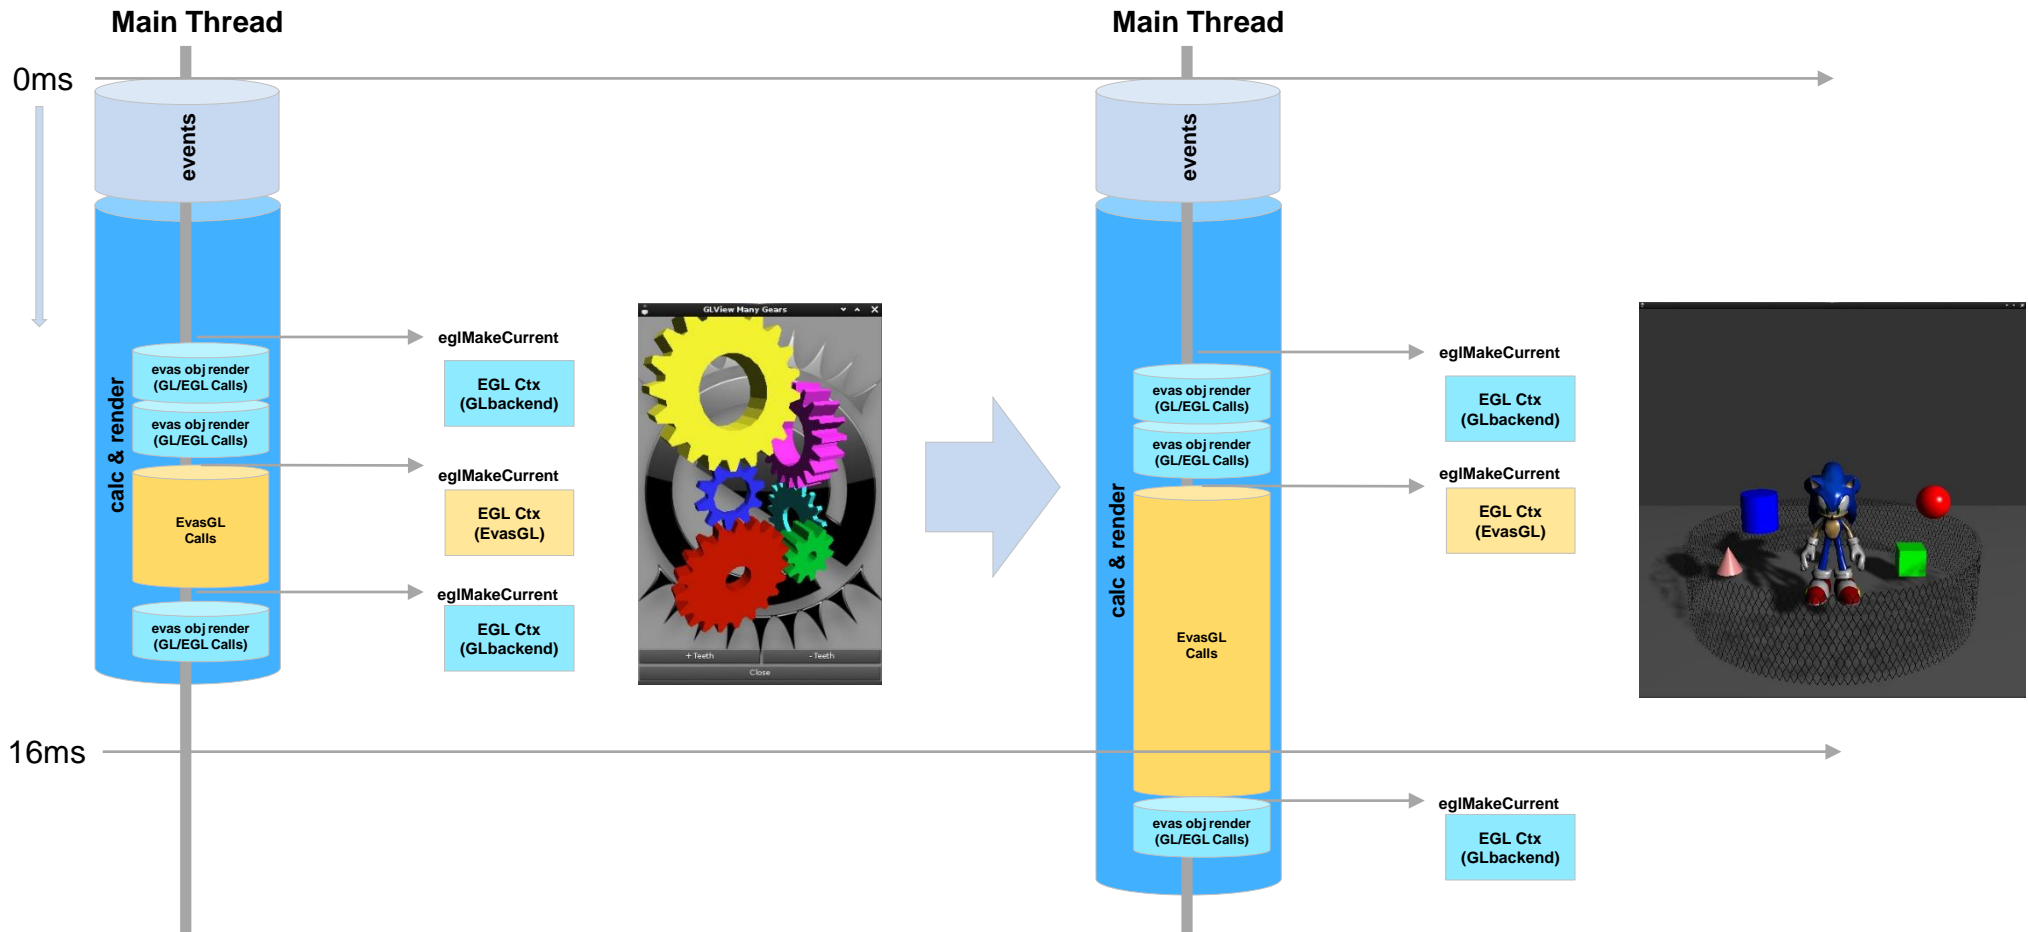 Main Thread
Main Thread
0ms
events
events
calc & render
eglMakeCurrent
evas obj render
(GL/EGL Calls)
EGL Ctx
(GLbackend)
evas obj render
(GL/EGL Calls)
eglMakeCurrent
EvasGL
Calls
EGL Ctx
(EvasGL)
eglMakeCurrent
evas obj render
(GL/EGL Calls)
EGL Ctx
(GLbackend)
GLView Many Gears
+ Teeth
- Teeth
Close
calc & render
eglMakeCurrent
evas obj render
(GL/EGL Calls)
EGL Ctx
(GLbackend)
evas obj render
(GL/EGL Calls)
eglMakeCurrent
EGL Ctx
(EvasGL)
EvasGL
Calls
16ms
eglMakeCurrent
evas obj render
(GL/EGL Calls)
EGL Ctx
(GLbackend)